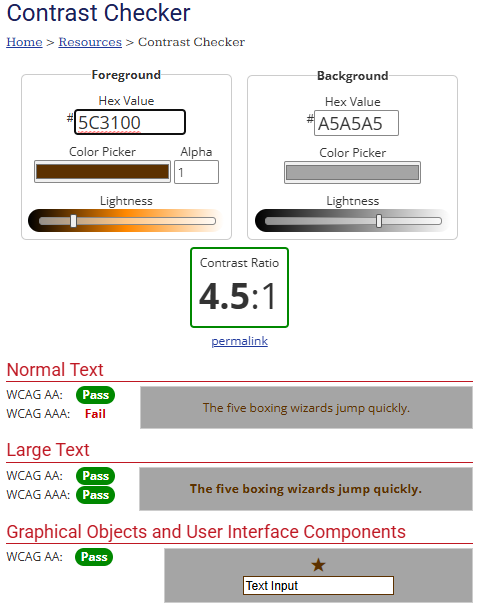 Contrast Checker
Home > Resources > Contrast Checker
Foreground
Hex Value
# 5C3100
Color Picker Alpha
1
Lightness
Background
Hex Value
# A5A5A5
Color Picker
Lightness
Contrast Ratio
4.5:1
permalink
Normal Text
WCAG AA: Pass
WCAG AAA: Fail
The five boxing wizards jump quickly.
Large Text
WCAG AA: Pass
WCAG AAA: Pass
The five boxing wizards jump quickly.
Graphical Objects and User Interface Components
WCAG AA: Pass
★
Text Input